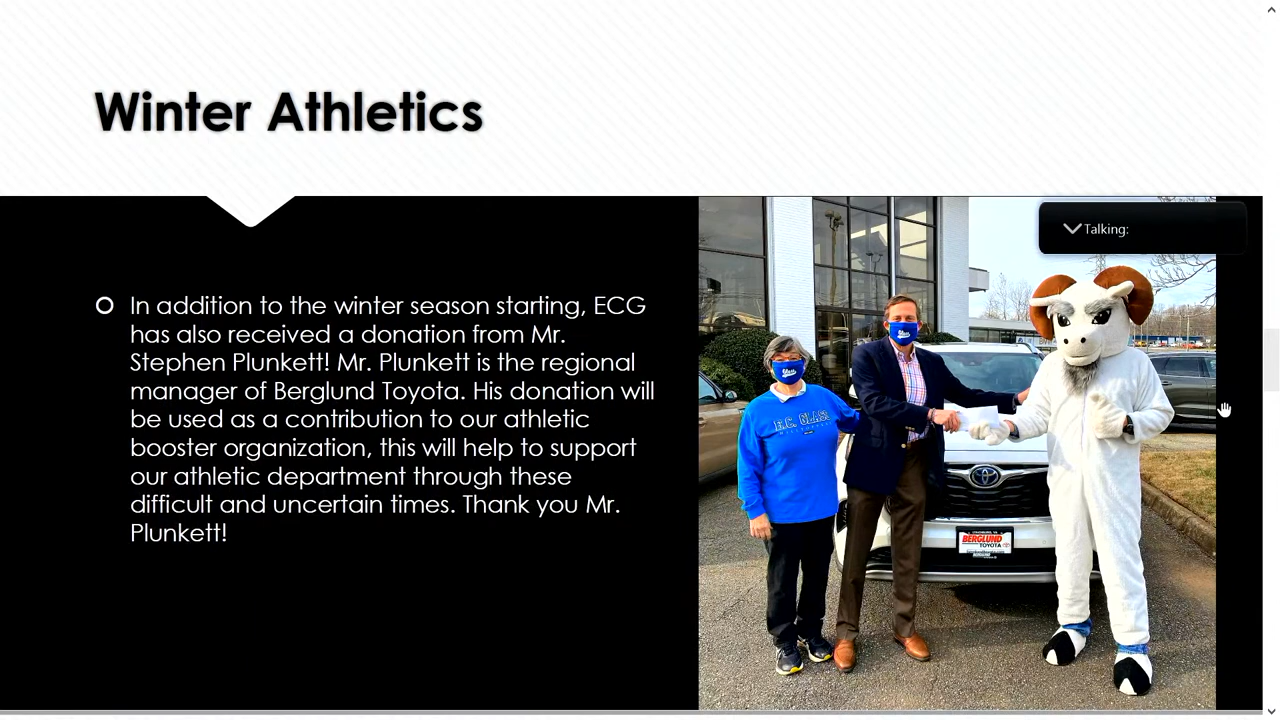 Winter Athletics
Talking:
In addition to the winter season starting, ECG
has also received a donation from Mr.
Stephen Plunkett! Mr. Plunkett is the regional
manager of Berglund Toyota. His donation will
be used as a contribution to our athletic
booster organization, this will help to support
our athletic department through these
difficult and uncertain times. Thank you Mr.
Plunkett!
Glass
Glass
E.C. GLASS
HILLTOPPERS
BERGLUND
TOYOTA